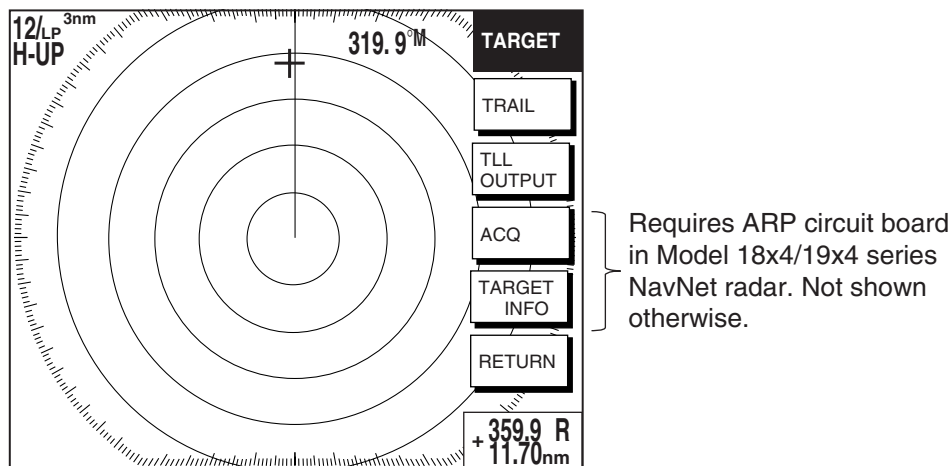 12/LP 3nm
H-UP
319.9°M
TARGET
TRAIL
TLL
OUTPUT
ACQ
TARGET
INFO
RETURN
+ 359.9 R
11.70nm
Requires ARP circuit board
in Model 18x4/19x4 series
NavNet radar. Not shown
otherwise.